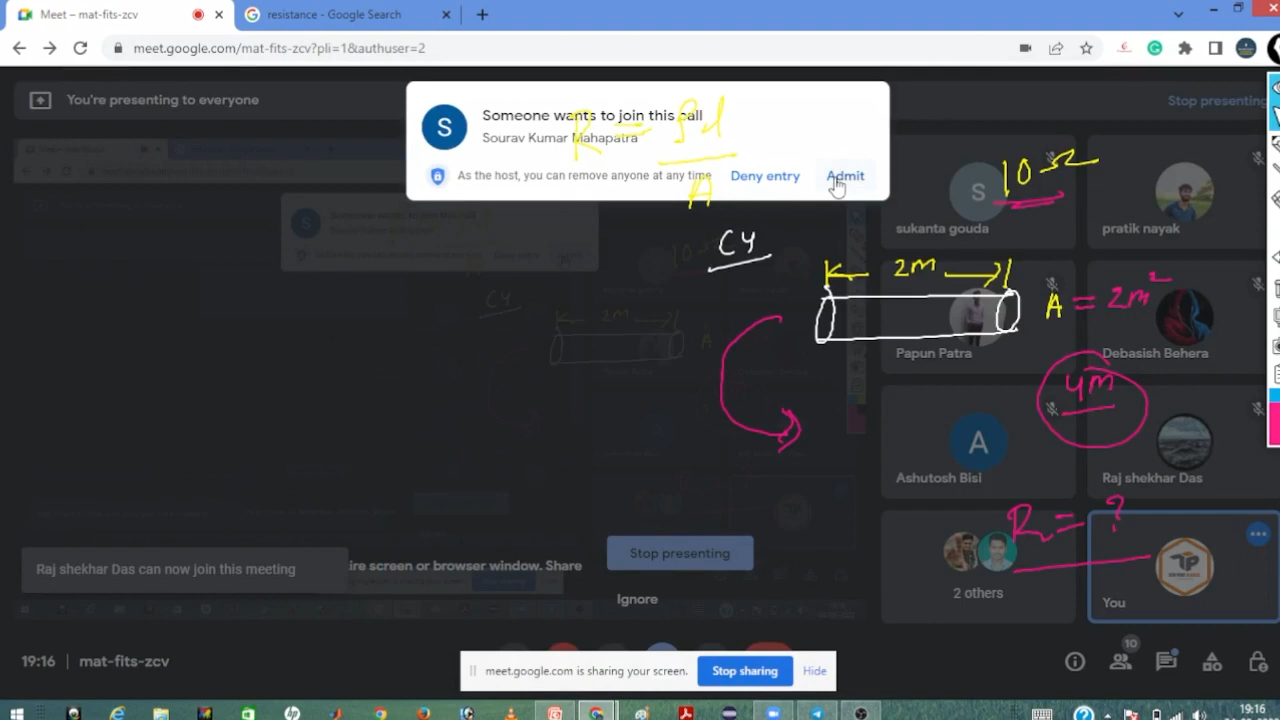 Meet – mat-fits-zcv
resistance - Google Search
meet.google.com/mat-fits-zcv?pli=1&authuser=2
You're presenting to everyone
Stop presenting
Someone wants to join this call
S
Sourav Kumar Mahapatra
As the host, you can remove anyone at any time
Deny entry
Admit
R = ρl
A
10 Ω
S
sukanta gouda
pratik nayak
2m
A = 2m²
Papun Patra
Debasish Behera
4m
A
Ashutosh Bisi
Raj shekhar Das
R = ?
2 others
You
Raj shekhar Das can now join this meeting
tire screen or browser window. Share
Stop presenting
Ignore
19:16 | mat-fits-zcv
10
meet.google.com is sharing your screen.
Stop sharing
Hide
19:16